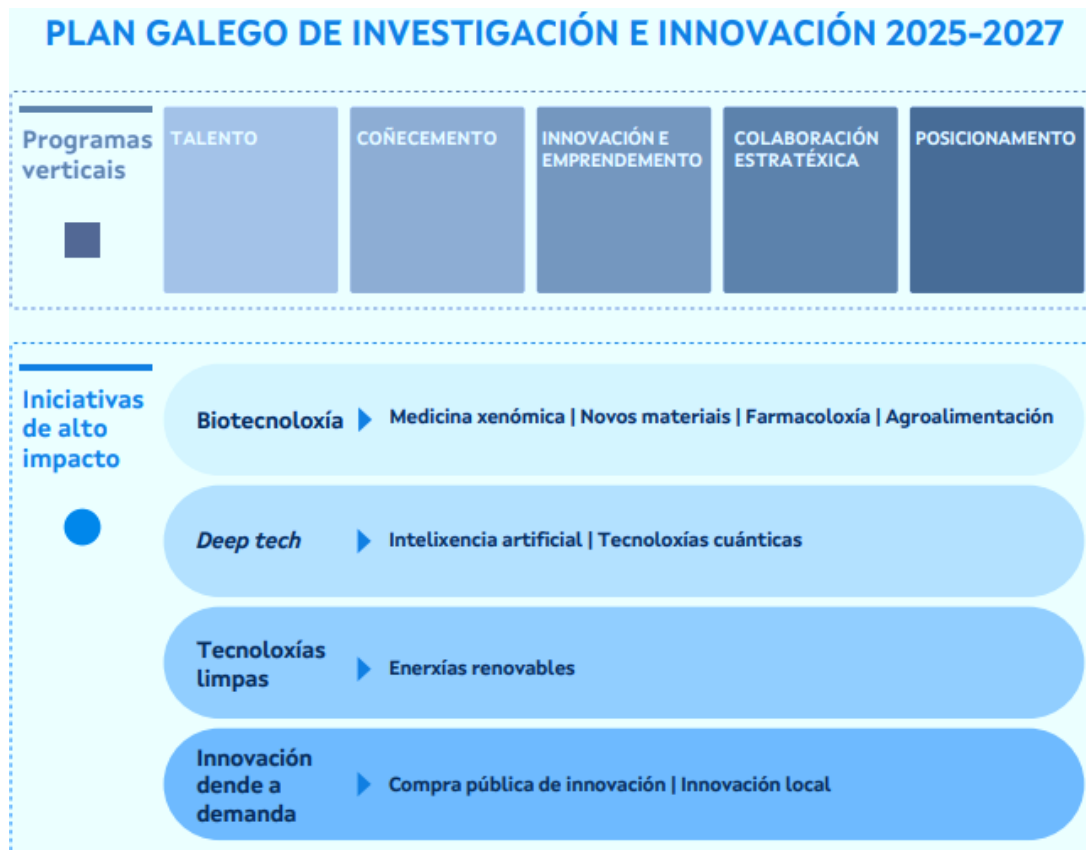 PLAN GALEGO DE INVESTIGACIÓN E INNOVACIÓN 2025-2027
Programas
verticais
TALENTO
COÑECEMENTO
INNOVACIÓN E
EMPRENDEMENTO
COLABORACIÓN
ESTRATÉXICA
POSICIONAMENTO
Iniciativas
de alto
impacto
Biotecnoloxía
Medicina xenómica | Novos materiais | Farmacoloxía | Agroalimentación
Deep tech
Intelixencia artificial | Tecnoloxías cuánticas
Tecnoloxías
limpas
Enerxías renovables
Innovación
dende a
demanda
Compra pública de innovación | Innovación local